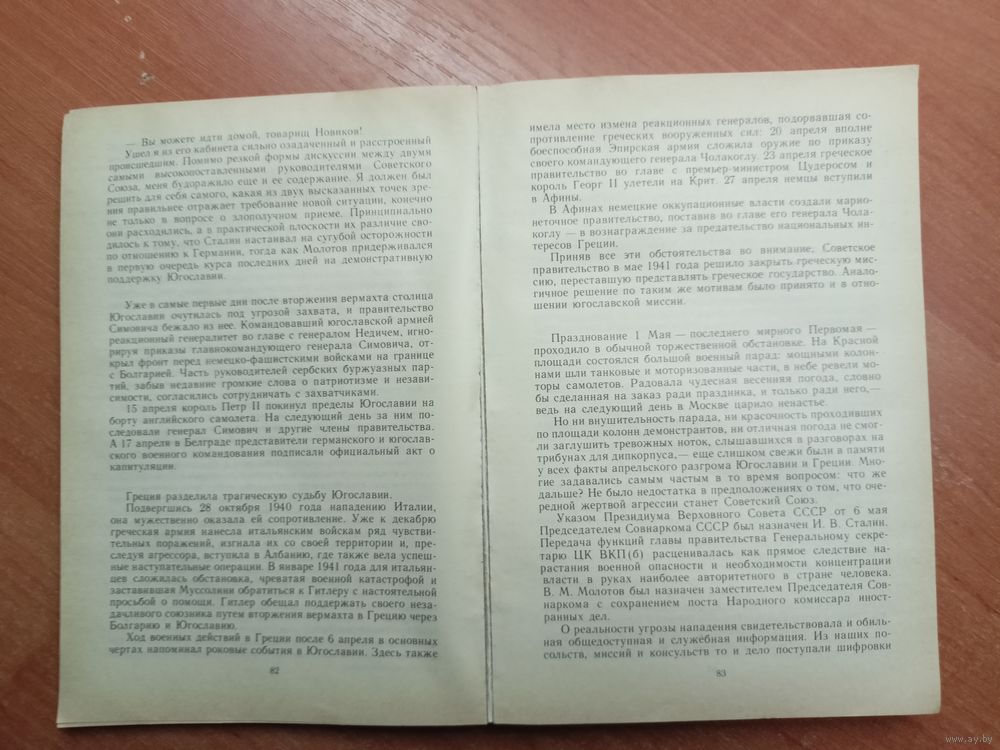 — Вы можете идти домой, товарищ Новиков!
Ушел я из его кабинета сильно озадаченный и расстроенный
происшедшим. Помимо резкой формы дискуссии между двумя
самыми высокопоставленными руководителями Советского
Союза, меня будоражило еще и ее содержание. Я должен был
решить для себя самого, какая из двух высказанных точек зре-
ния правильнее отражает требование новой ситуации, конечно
не только в вопросе о злополучном приеме. Принципиально
они расходились, а в практической плоскости их различие сво-
дилось к тому, что Сталин настаивал на сугубой осторожности
по отношению к Германии, тогда как Молотов придерживался
в первую очередь курса последних дней на демонстративную
поддержку Югославии.
Уже в самые первые дни после вторжения вермахта столица
Югославии очутилась под угрозой захвата, и правительство
Симовича бежало из нее. Командовавший югославской армией
реакционный генералитет во главе с генералом Недичем, игно-
рируя приказы главнокомандующего генерала Симовича, от-
крыл фронт перед немецко-фашистскими войсками на границе
с Болгарией. Часть руководителей сербских буржуазных пар-
тий, забыв недавние громкие слова о патриотизме и незави-
симости, согласились сотрудничать с захватчиками.
15 апреля король Петр II покинул пределы Югославии на
борту английского самолета. На следующий день за ним по-
следовали генерал Симович и другие члены правительства.
А 17 апреля в Белграде представители германского и югослав-
ского военного командования подписали официальный акт о
капитуляции.
Греция разделила трагическую судьбу Югославии.
Подвергшись 28 октября 1940 года нападению Италии,
она мужественно оказала ей сопротивление. Уже к декабрю
греческая армия нанесла итальянским войскам ряд чувстви-
тельных поражений, изгнала их со своей территории и, пре-
следуя агрессора, вступила в Албанию, где также вела успеш-
ные наступательные операции. В январе 1941 года для итальян-
цев сложилась обстановка, чреватая военной катастрофой и
заставившая Муссолини обратиться к Гитлеру с настоятельной
просьбой о помощи. Гитлер обещал поддержать своего неза-
дачливого союзника путем вторжения вермахта в Грецию через
Болгарию и Югославию.
Ход военных действий в Греции после 6 апреля в основных
чертах напоминал роковые события в Югославии. Здесь также
82
имела место измена реакционных генералов, подорвавшая со-
противление греческих вооруженных сил: 20 апреля вполне
боеспособная Эпирская армия сложила оружие по приказу
своего командующего генерала Чолакоглу. 23 апреля греческое
правительство во главе с премьер-министром Цудеросом и
король Георг II улетели на Крит. 27 апреля немцы вступили
в Афины.
В Афинах немецкие оккупационные власти создали марио-
неточное правительство, поставив во главе его генерала Чола-
коглу — в вознаграждение за предательство национальных ин-
тересов Греции.
Приняв все эти обстоятельства во внимание, Советское
правительство в мае 1941 года решило закрыть греческую мис-
сию, переставшую представлять греческое государство. Анало-
гичное решение по таким же мотивам было принято и в отно-
шении югославской миссии.
Празднование 1 Мая — последнего мирного Первомая —
проходило в обычной торжественной обстановке. На Красной
площади состоялся большой военный парад: мощными колон-
нами шли танковые и моторизованные части, в небе ревели мо-
торы самолетов. Радовала чудесная весенняя погода, словно
бы сделанная на заказ ради праздника, и только ради него,—
ведь на следующий день в Москве царило ненастье.
Но ни внушительность парада, ни красочность проходивших
по площади колонн демонстрантов, ни отличная погода не смог-
ли заглушить тревожных ноток, слышавшихся в разговорах на
трибунах для дипкорпуса,— еще слишком свежи были в памяти
у всех факты апрельского разгрома Югославии и Греции. Мно-
гие задавались самым частым в то время вопросом: что же
дальше? Не было недостатка в предположениях о том, что оче-
редной жертвой агрессии станет Советский Союз.
Указом Президиума Верховного Совета СССР от 6 мая
Председателем Совнаркома СССР был назначен И. В. Сталин.
Передача функций главы правительства Генеральному секре-
тарю ЦК ВКП(б) расценивалась как прямое следствие на-
растания военной опасности и необходимости концентрации
власти в руках наиболее авторитетного в стране человека.
В. М. Молотов был назначен заместителем Председателя Сов-
наркома с сохранением поста Народного комиссара иност-
ранных дел.
О реальности угрозы нападения свидетельствовала и обиль-
ная общедоступная и служебная информация. Из наших по-
сольств, миссий и консульств то и дело поступали шифровки
83
www.ay.by